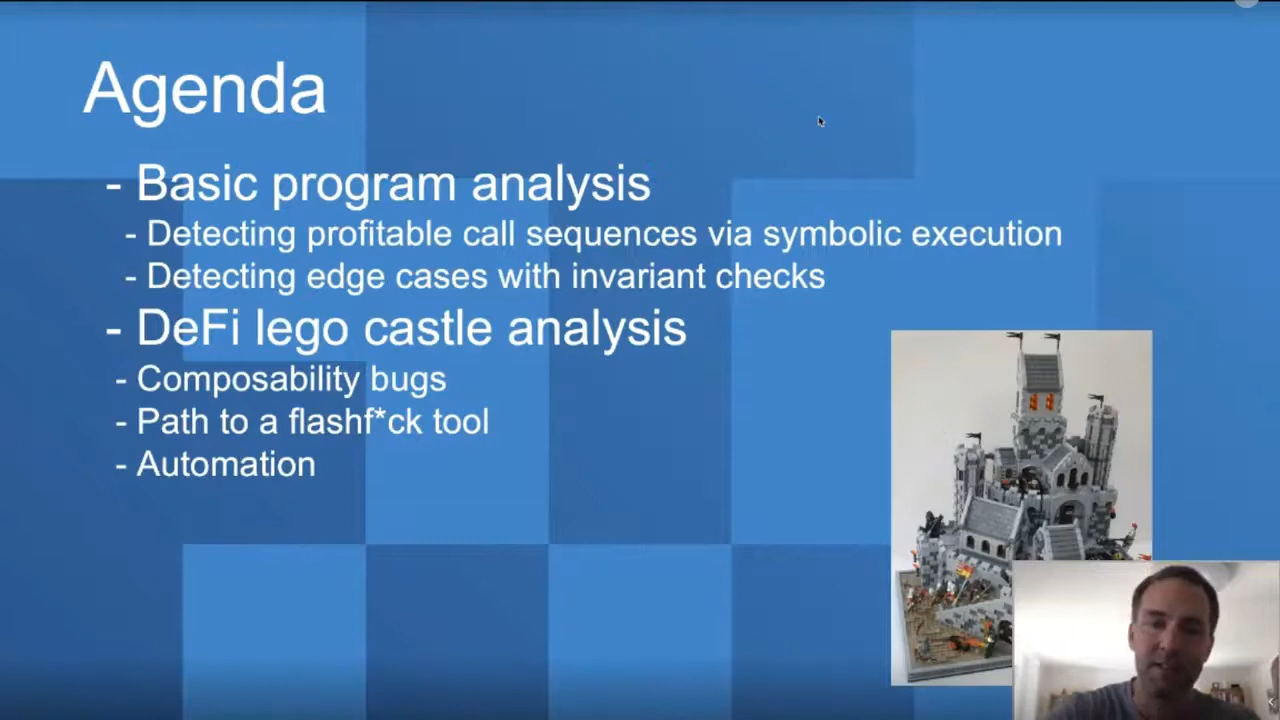 Agenda
- Basic program analysis
- Detecting profitable call sequences via symbolic execution
- Detecting edge cases with invariant checks
- DeFi lego castle analysis
- Composability bugs
- Path to a flashf*ck tool
- Automation